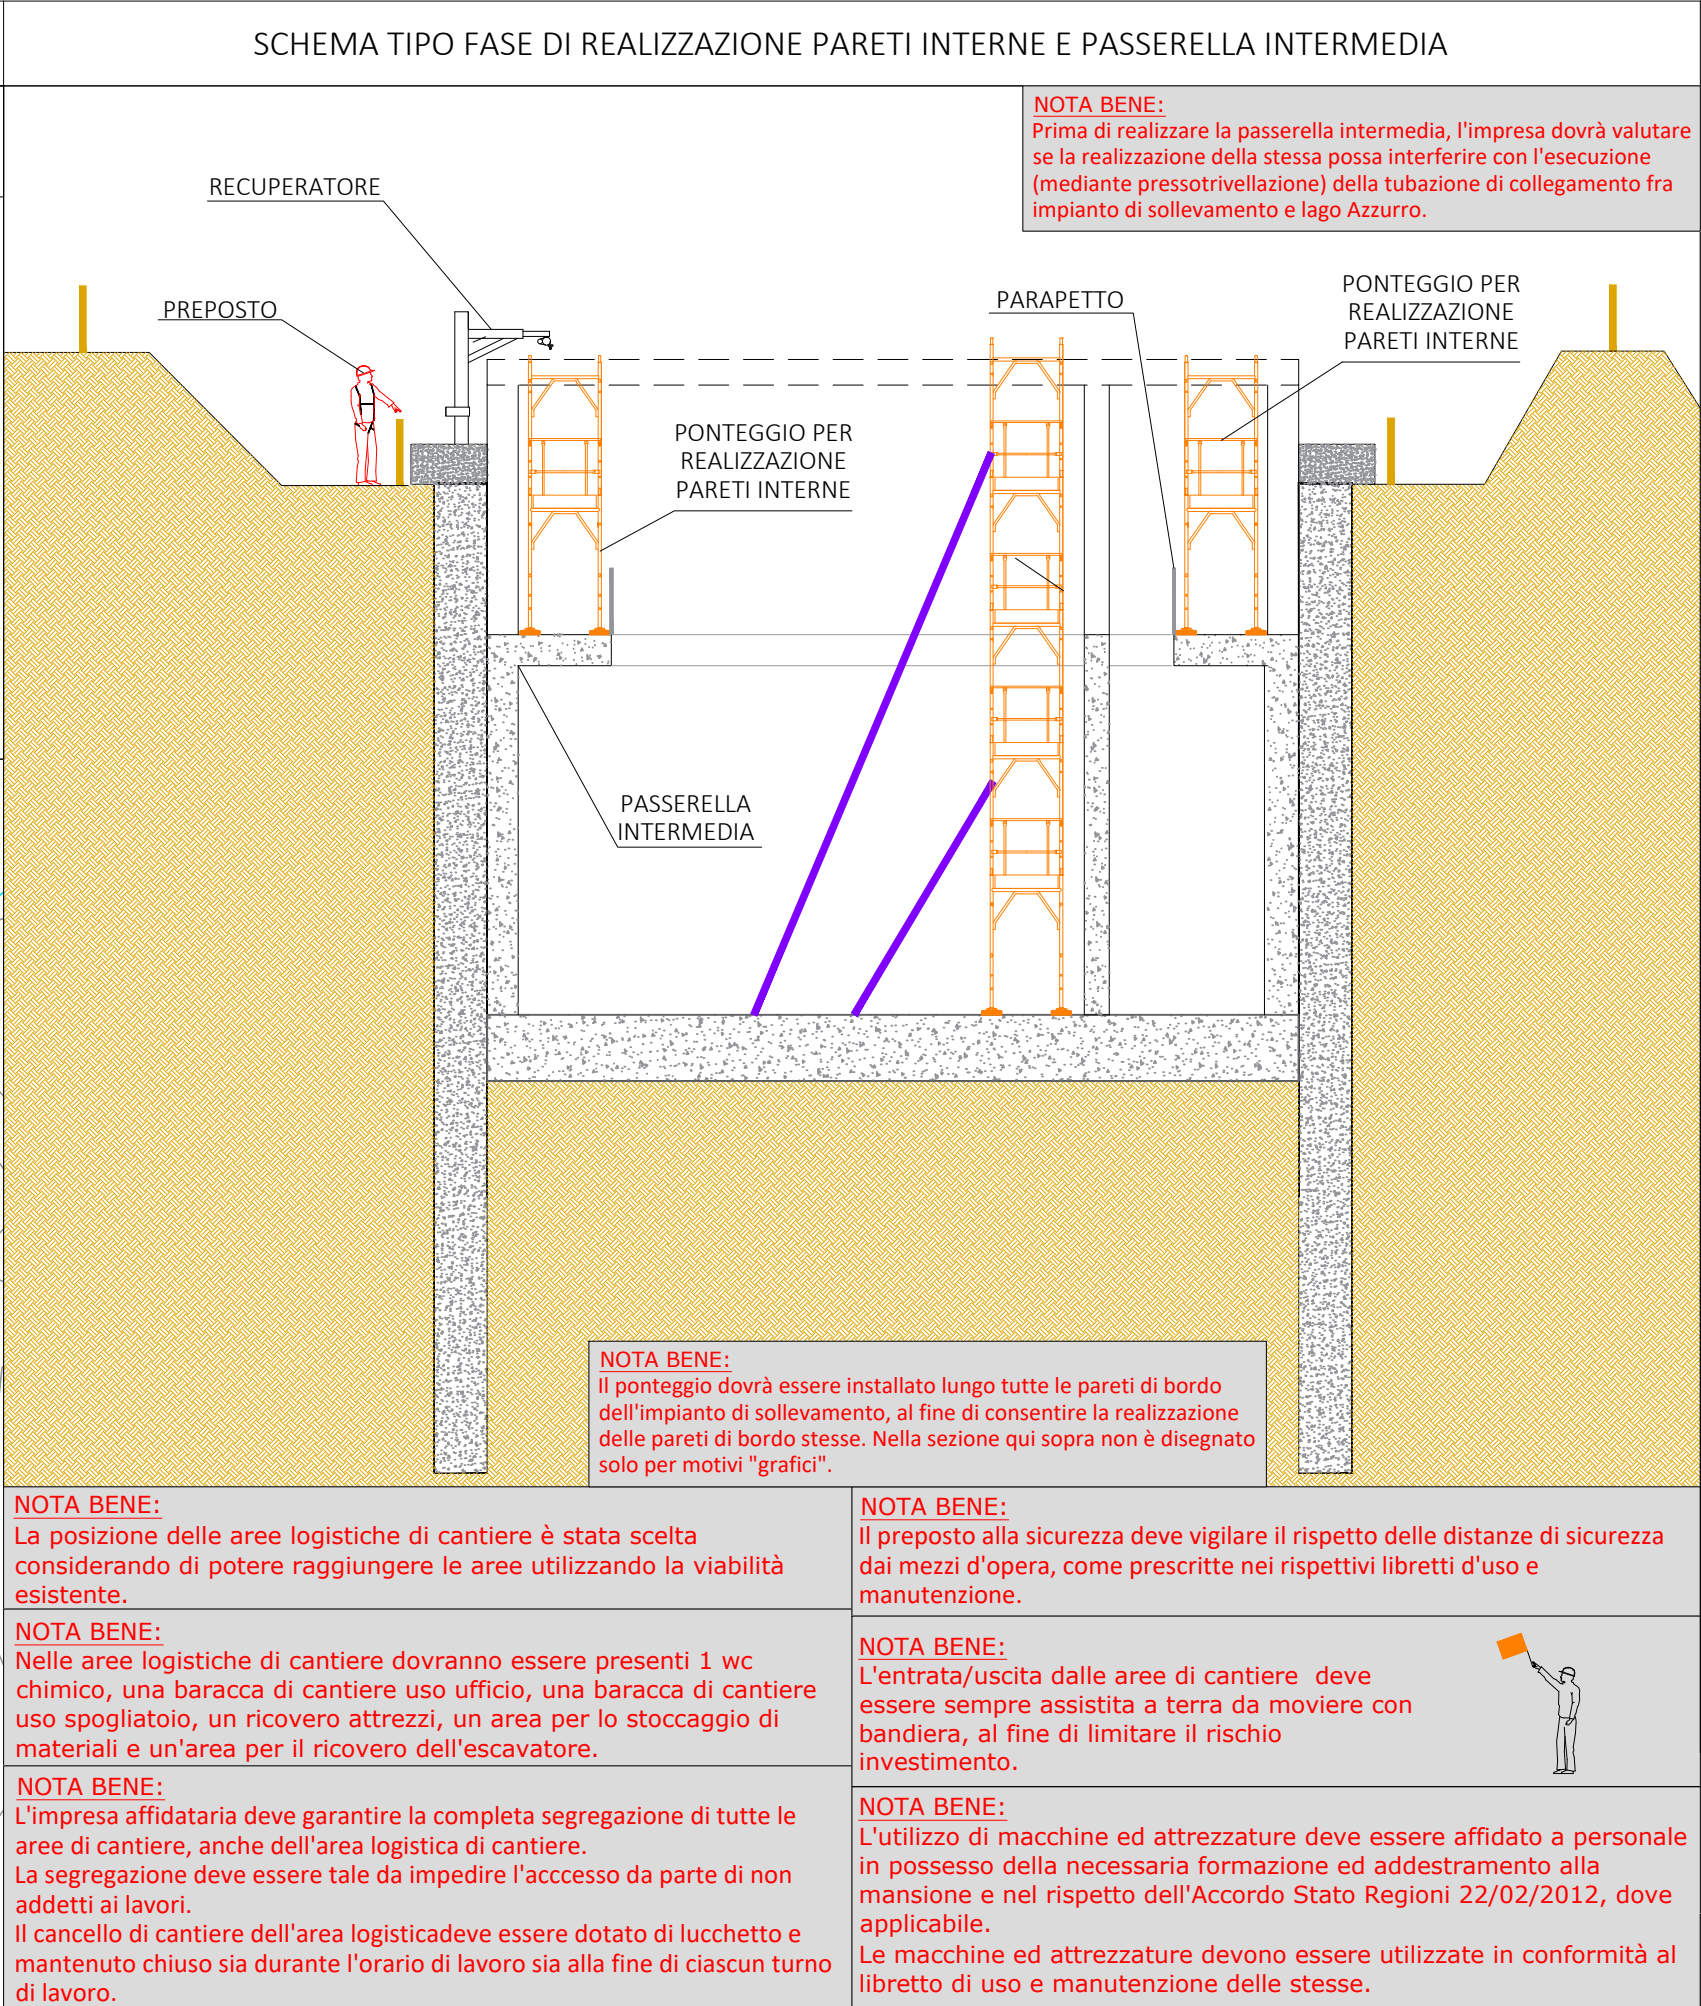 SCHEMA TIPO FASE DI REALIZZAZIONE PARETI INTERNE E PASSERELLA INTERMEDIA
NOTA BENE:
Prima di realizzare la passerella intermedia, l'impresa dovrà valutare
se la realizzazione della stessa possa interferire con l'esecuzione
(mediante pressotrivellazione) della tubazione di collegamento fra
impianto di sollevamento e lago Azzurro.
RECUPERATORE
PREPOSTO
PARAPETTO
PONTEGGIO PER
REALIZZAZIONE
PARETI INTERNE
PONTEGGIO PER
REALIZZAZIONE
PARETI INTERNE
PASSERELLA
INTERMEDIA
NOTA BENE:
Il ponteggio dovrà essere installato lungo tutte le pareti di bordo
dell'impianto di sollevamento, al fine di consentire la realizzazione
delle pareti di bordo stesse. Nella sezione qui sopra non è disegnato
solo per motivi "grafici".
NOTA BENE:
La posizione delle aree logistiche di cantiere è stata scelta
considerando di potere raggiungere le aree utilizzando la viabilità
esistente.
NOTA BENE:
Nelle aree logistiche di cantiere dovranno essere presenti 1 wc
chimico, una baracca di cantiere uso ufficio, una baracca di cantiere
uso spogliatoio, un ricovero attrezzi, un area per lo stoccaggio di
materiali e un'area per il ricovero dell'escavatore.
NOTA BENE:
L'impresa affidataria deve garantire la completa segregazione di tutte le
aree di cantiere, anche dell'area logistica di cantiere.
La segregazione deve essere tale da impedire l'acccesso da parte di non
addetti ai lavori.
Il cancello di cantiere dell'area logisticadeve essere dotato di lucchetto e
mantenuto chiuso sia durante l'orario di lavoro sia alla fine di ciascun turno
di lavoro.
NOTA BENE:
Il preposto alla sicurezza deve vigilare il rispetto delle distanze di sicurezza
dai mezzi d'opera, come prescritte nei rispettivi libretti d'uso e
manutenzione.
NOTA BENE:
L'entrata/uscita dalle aree di cantiere deve
essere sempre assistita a terra da moviere con
bandiera, al fine di limitare il rischio
investimento.
NOTA BENE:
L'utilizzo di macchine ed attrezzature deve essere affidato a personale
in possesso della necessaria formazione ed addestramento alla
mansione e nel rispetto dell'Accordo Stato Regioni 22/02/2012, dove
applicabile.
Le macchine ed attrezzature devono essere utilizzate in conformità al
libretto di uso e manutenzione delle stesse.